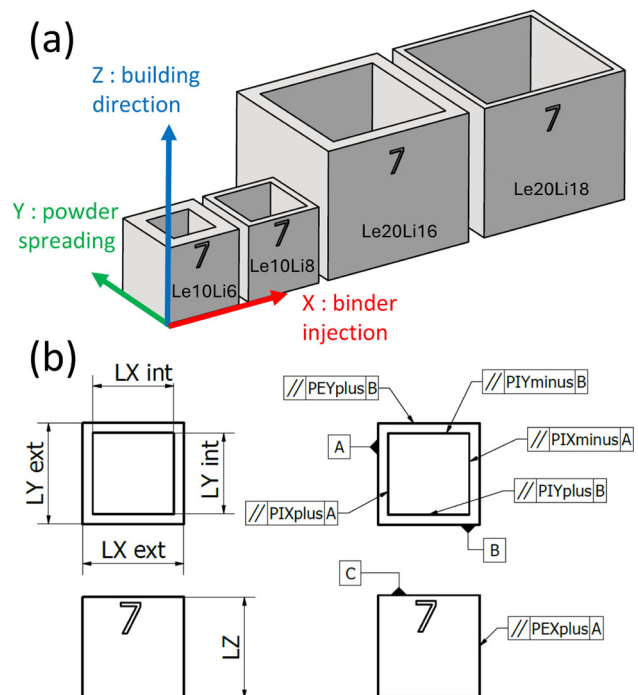 (a)
Z : building
direction
7
Le20Li18
7
Le20Li16
Y : powder
spreading
7
Le10Li8
7
Le10Li6
X : binder
injection
(b)
LX int
LY ext
LY int
LX ext
// PEYplus B
// PIYminus B
A
// PIXminus A
// PIYplus B
// PIXplus A
B
7
LZ
C
7
// PEXplus A